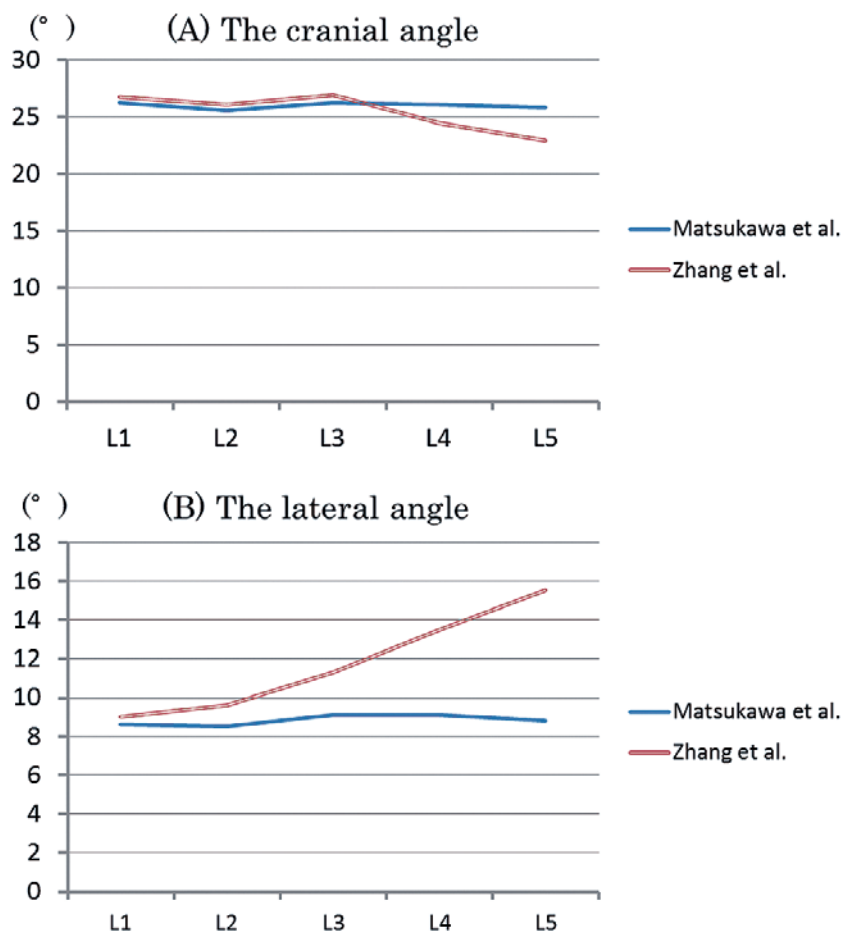 (° ) (A) The cranial angle
30
25
20
15
10
5
0
L1 L2 L3 L4 L5
Matsukawa et al.
Zhang et al.
(° ) (B) The lateral angle
18
16
14
12
10
8
6
4
2
0
L1 L2 L3 L4 L5
Matsukawa et al.
Zhang et al.